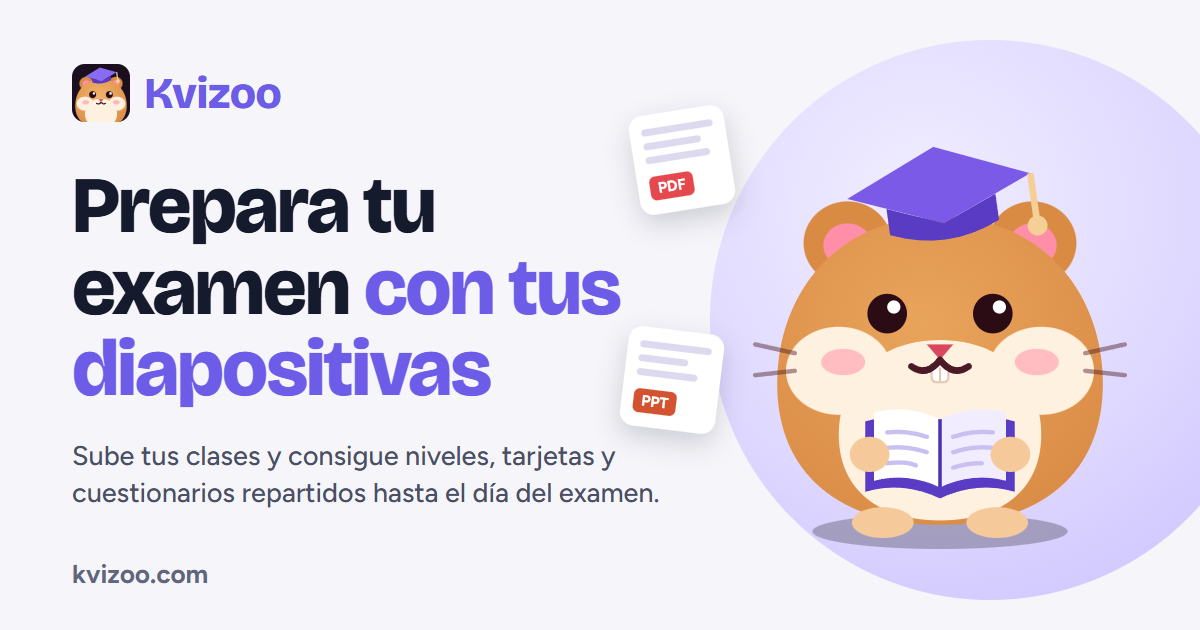 Kvizoo
Prepara tu
examen con tus
diapositivas
Sube tus clases y consigue niveles, tarjetas y
cuestionarios repartidos hasta el día del examen.
kvizoo.com
PDF
PPT